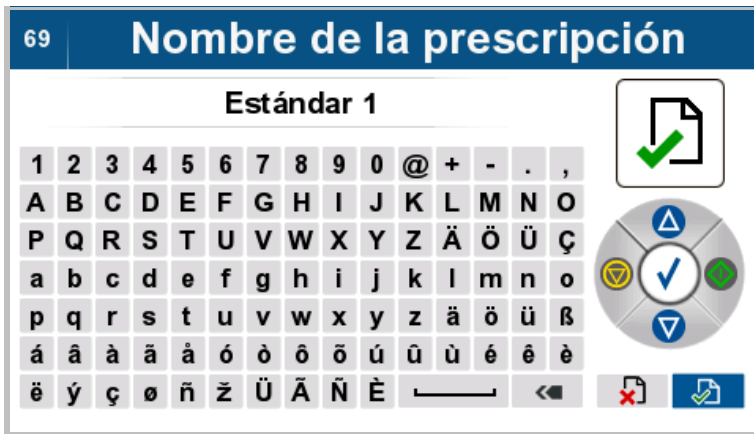 69 Nombre de la prescripción
Estándar 1
1 2 3 4 5 6 7 8 9 0 @ + - . ,
A B C D E F G H I J K L M N O
P Q R S T U V W X Y Z Ä Ö Ü Ç
a b c d e f g h i j k l m n o
p q r s t u v w x y z ä ö ü ß
á â à ã å ó ò ô õ ú û ù é ê è
ë ý ç ø ñ ž Ü Ã Ñ È